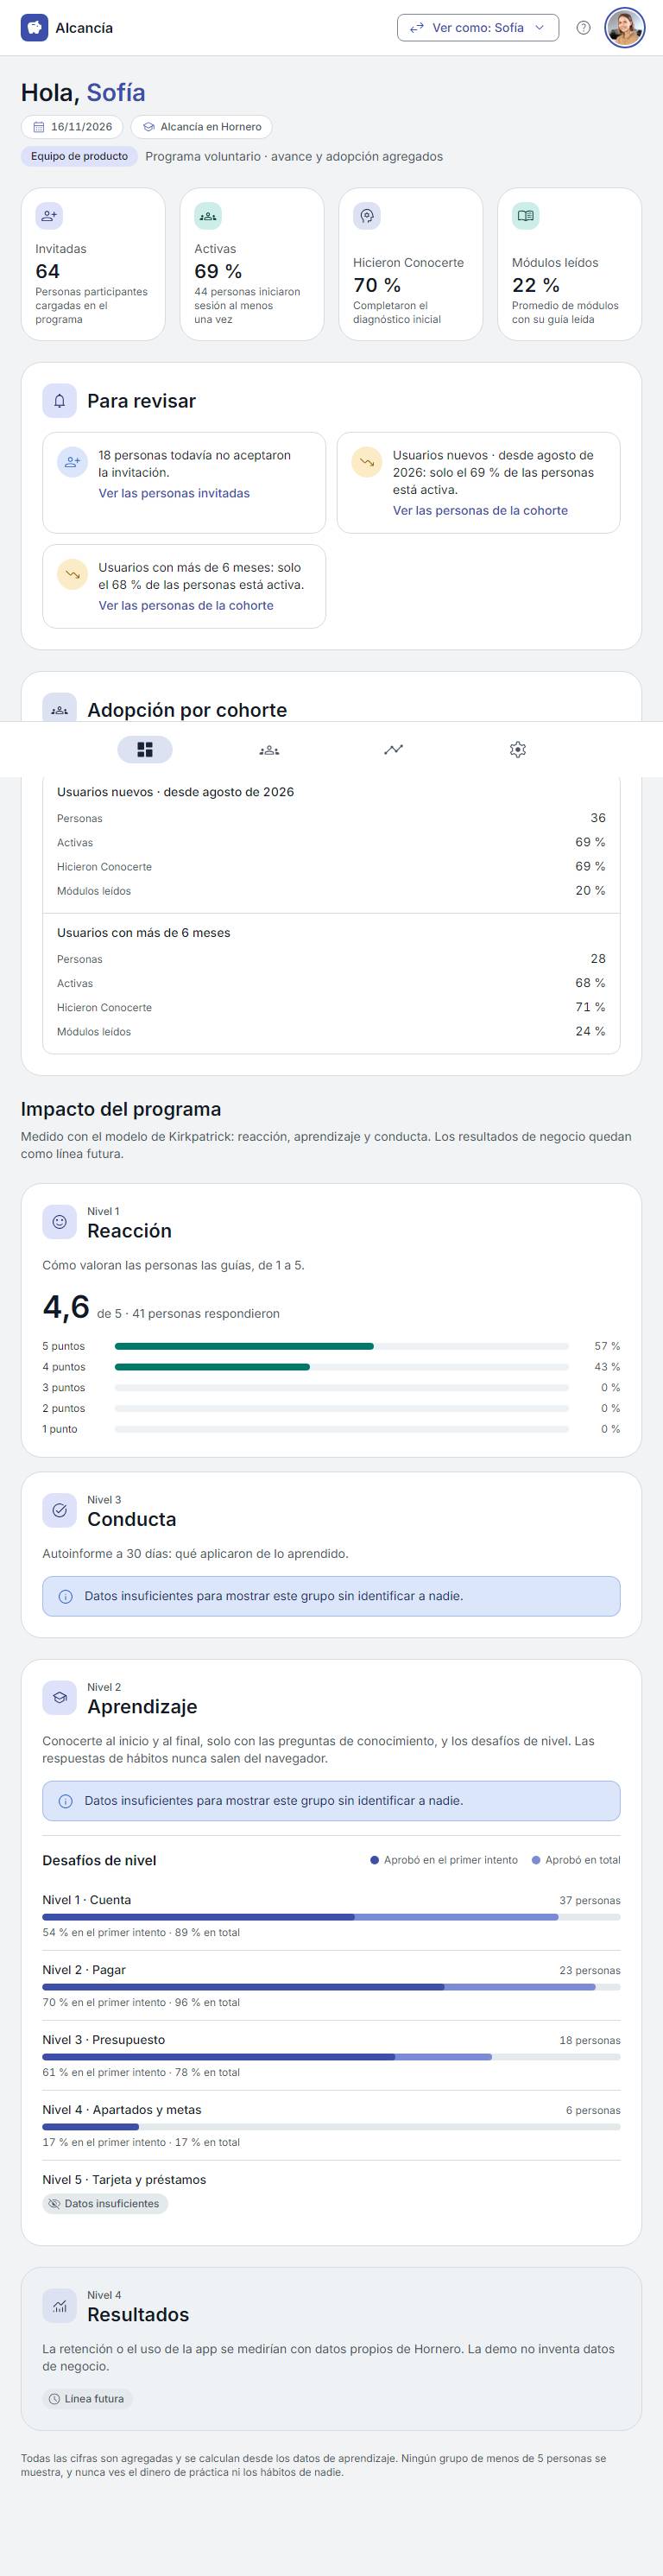 Alcancía
Ver como: Sofía
Hola, Sofía
16/11/2026
Alcancía en Hornero
Equipo de producto
Programa voluntario · avance y adopción agregados
Invitadas
64
Personas participantes
cargadas en el
programa
Activas
69 %
44 personas iniciaron
sesión al menos
una vez
Hicieron Conocerte
70 %
Completaron el
diagnóstico inicial
Módulos leídos
22 %
Promedio de módulos
con su guía leída
Para revisar
18 personas todavía no aceptaron
la invitación.
Ver las personas invitadas
Usuarios nuevos · desde agosto de
2026: solo el 69 % de las personas
está activa.
Ver las personas de la cohorte
Usuarios con más de 6 meses: solo
el 68 % de las personas está activa.
Ver las personas de la cohorte
Adopción por cohorte
Usuarios nuevos · desde agosto de 2026
Personas 36
Activas 69 %
Hicieron Conocerte 69 %
Módulos leídos 20 %
Usuarios con más de 6 meses
Personas 28
Activas 68 %
Hicieron Conocerte 71 %
Módulos leídos 24 %
Impacto del programa
Medido con el modelo de Kirkpatrick: reacción, aprendizaje y conducta. Los resultados de negocio quedan
como línea futura.
Nivel 1
Reacción
Cómo valoran las personas las guías, de 1 a 5.
4,6 de 5 · 41 personas respondieron
5 puntos 57 %
4 puntos 43 %
3 puntos 0 %
2 puntos 0 %
1 punto 0 %
Nivel 3
Conducta
Autoinforme a 30 días: qué aplicaron de lo aprendido.
Datos insuficientes para mostrar este grupo sin identificar a nadie.
Nivel 2
Aprendizaje
Conocerte al inicio y al final, solo con las preguntas de conocimiento, y los desafíos de nivel. Las
respuestas de hábitos nunca salen del navegador.
Datos insuficientes para mostrar este grupo sin identificar a nadie.
Desafíos de nivel
Aprobó en el primer intento
Aprobó en total
Nivel 1 · Cuenta 37 personas
54 % en el primer intento · 89 % en total
Nivel 2 · Pagar 23 personas
70 % en el primer intento · 96 % en total
Nivel 3 · Presupuesto 18 personas
61 % en el primer intento · 78 % en total
Nivel 4 · Apartados y metas 6 personas
17 % en el primer intento · 17 % en total
Nivel 5 · Tarjeta y préstamos
Datos insuficientes
Nivel 4
Resultados
La retención o el uso de la app se medirían con datos propios de Hornero. La demo no inventa datos
de negocio.
Línea futura
Todas las cifras son agregadas y se calculan desde los datos de aprendizaje. Ningún grupo de menos de 5 personas se
muestra, y nunca ves el dinero de práctica ni los hábitos de nadie.